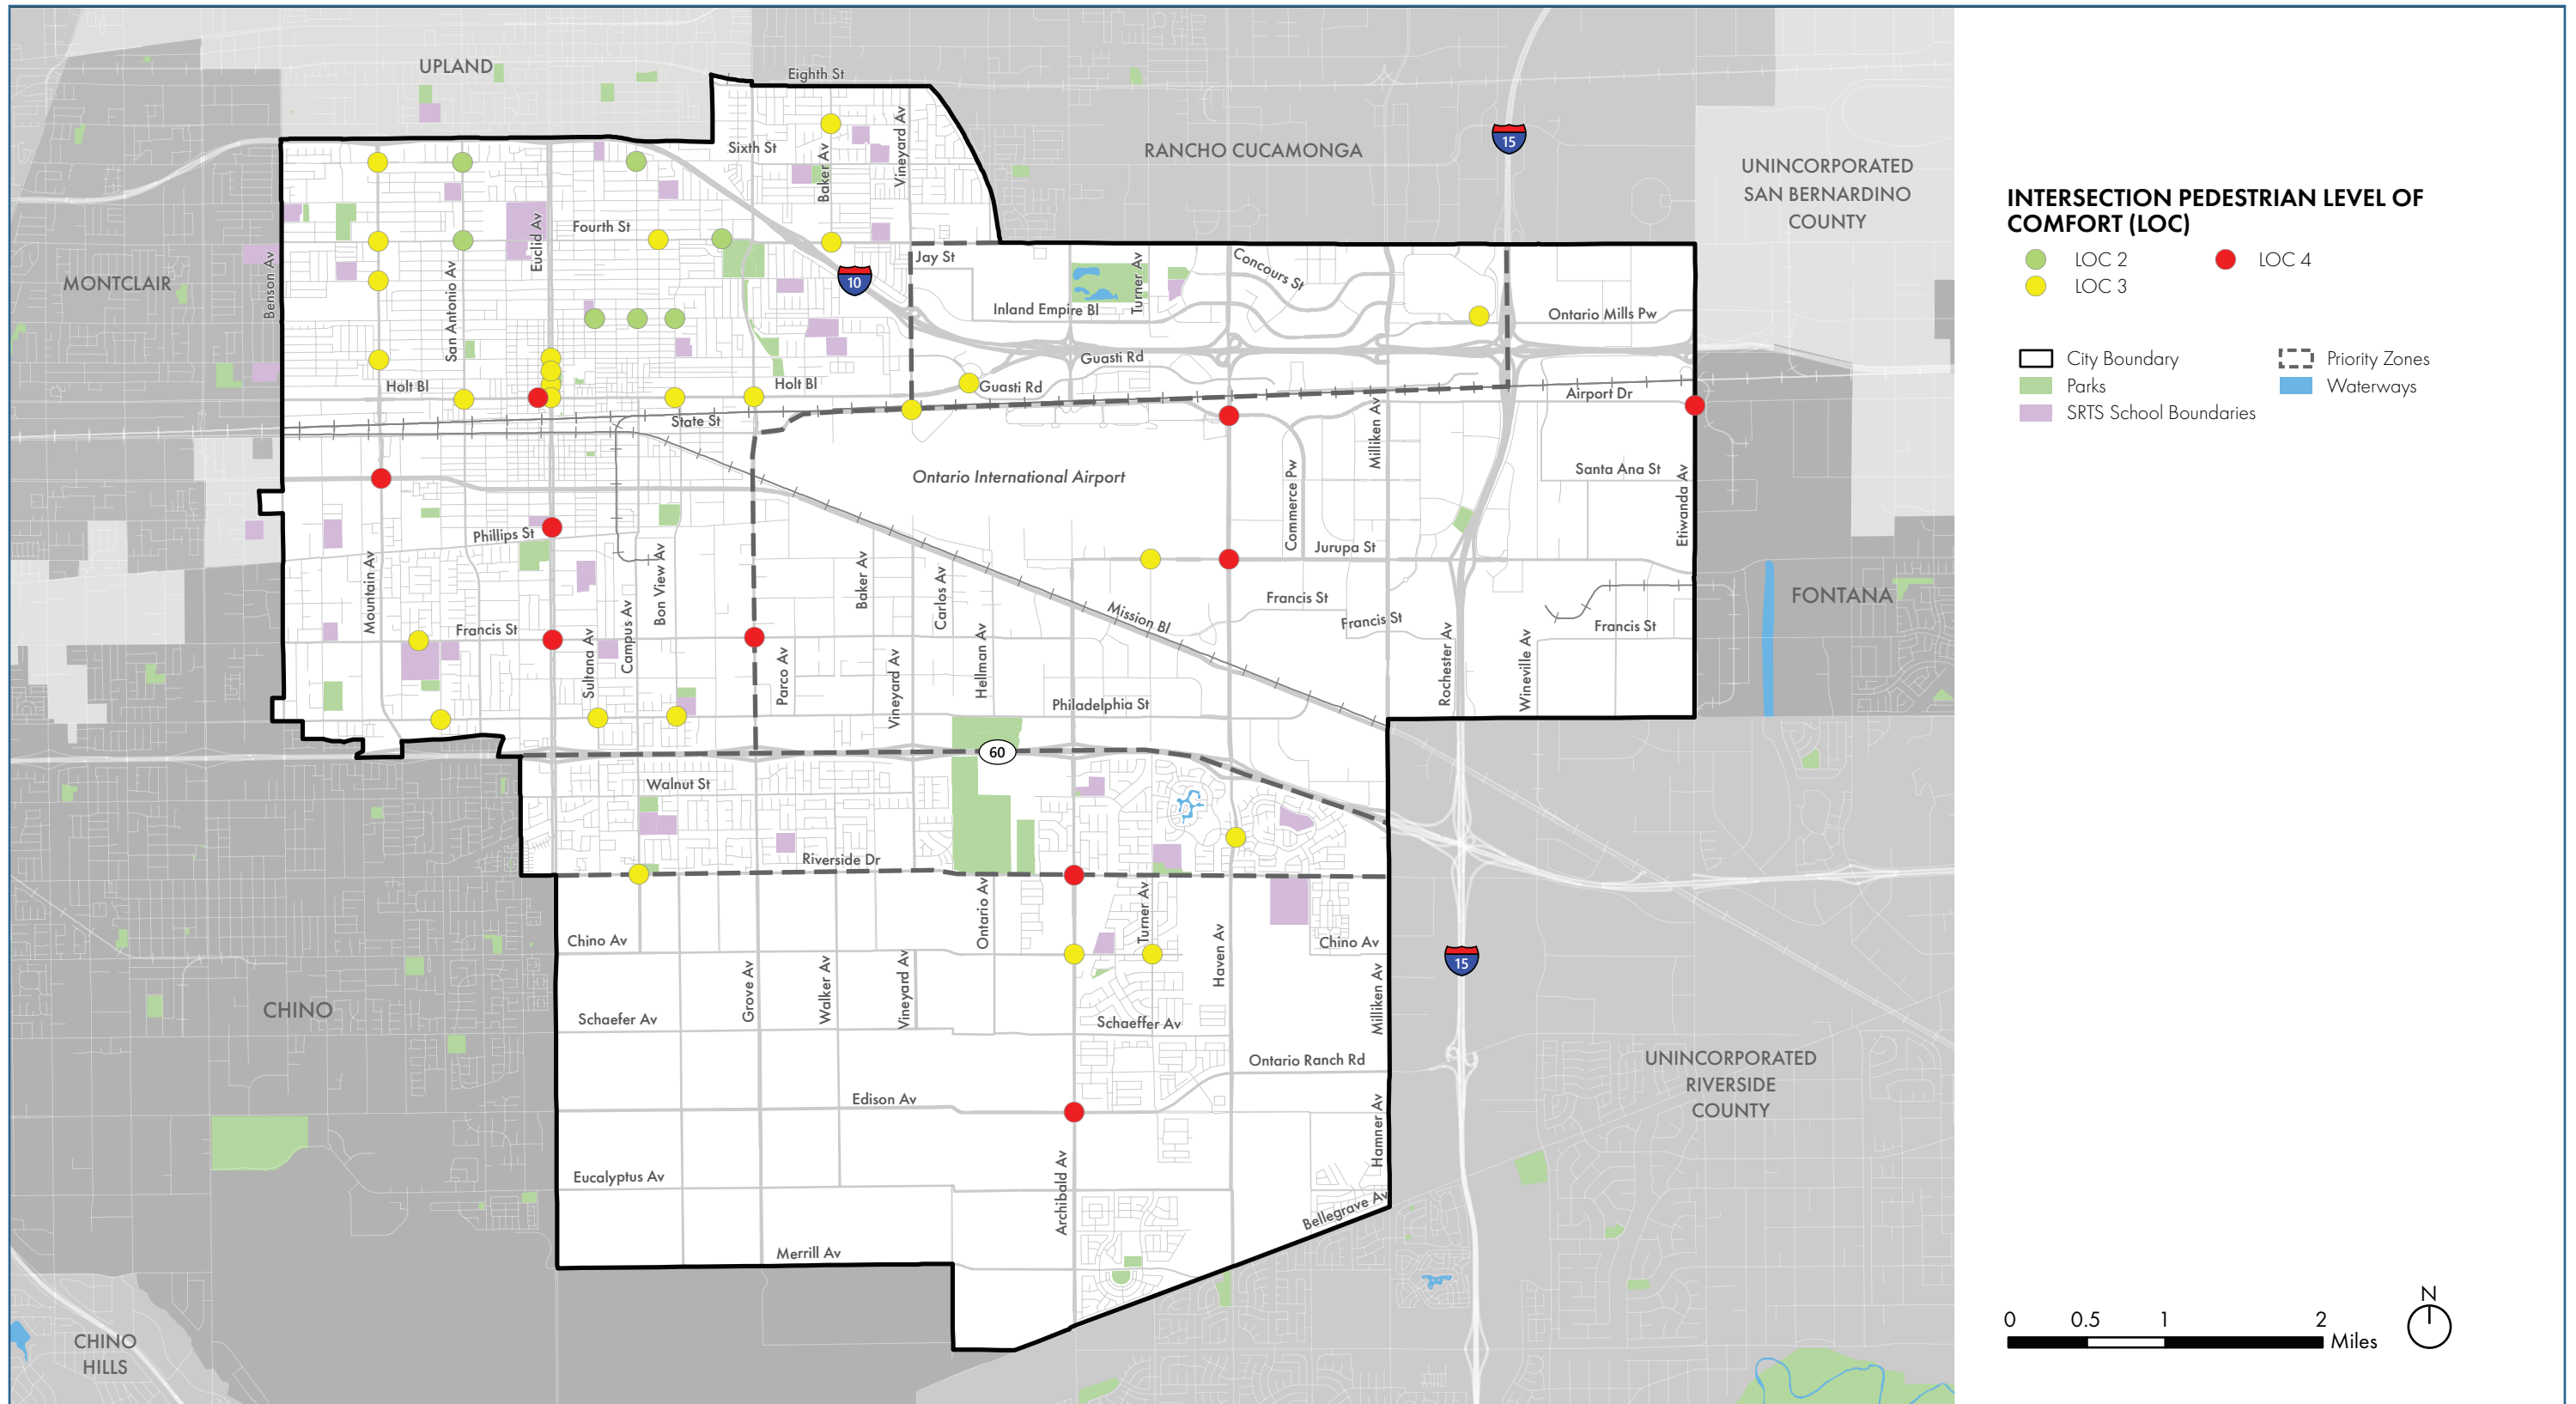 UPLAND
Eighth St
Sixth St
Baker Av
Vineyard Av
RANCHO CUCAMONGA
15
UNINCORPORATED
SAN BERNARDINO
COUNTY
MONTCLAIR
Benson Av
San Antonio Av
Euclid Av
Fourth St
10
Jay St
Turner Av
Concours St
Inland Empire Bl
Ontario Mills Pw
Guasti Rd
Guasti Rd
Holt Bl
Holt Bl
State St
Airport Dr
Milliken Av
Santa Ana St
Etiwanda Av
Ontario International Airport
Commerce Pw
Phillips St
Jurupa St
Mountain Av
Bon View Av
Baker Av
Carlos Av
Mission Bl
Francis St
Francis St
Francis St
Francis St
FONTANA
Sultana Av
Campus Av
Parco Av
Vineyard Av
Hellman Av
Rochester Av
Wineville Av
Philadelphia St
60
Walnut St
Riverside Dr
Ontario Av
Turner Av
Chino Av
Chino Av
Haven Av
Grove Av
Walker Av
Vineyard Av
Milliken Av
15
CHINO
Schaefer Av
Schaeffer Av
Ontario Ranch Rd
Edison Av
Hamner Av
UNINCORPORATED
RIVERSIDE
COUNTY
Eucalyptus Av
Archibald Av
Bellegrave Av
Merrill Av
CHINO
HILLS
INTERSECTION PEDESTRIAN LEVEL OF
COMFORT (LOC)
LOC 2
LOC 4
LOC 3
City Boundary
Priority Zones
Parks
Waterways
SRTS School Boundaries
N
0 0.5 1 2
Miles